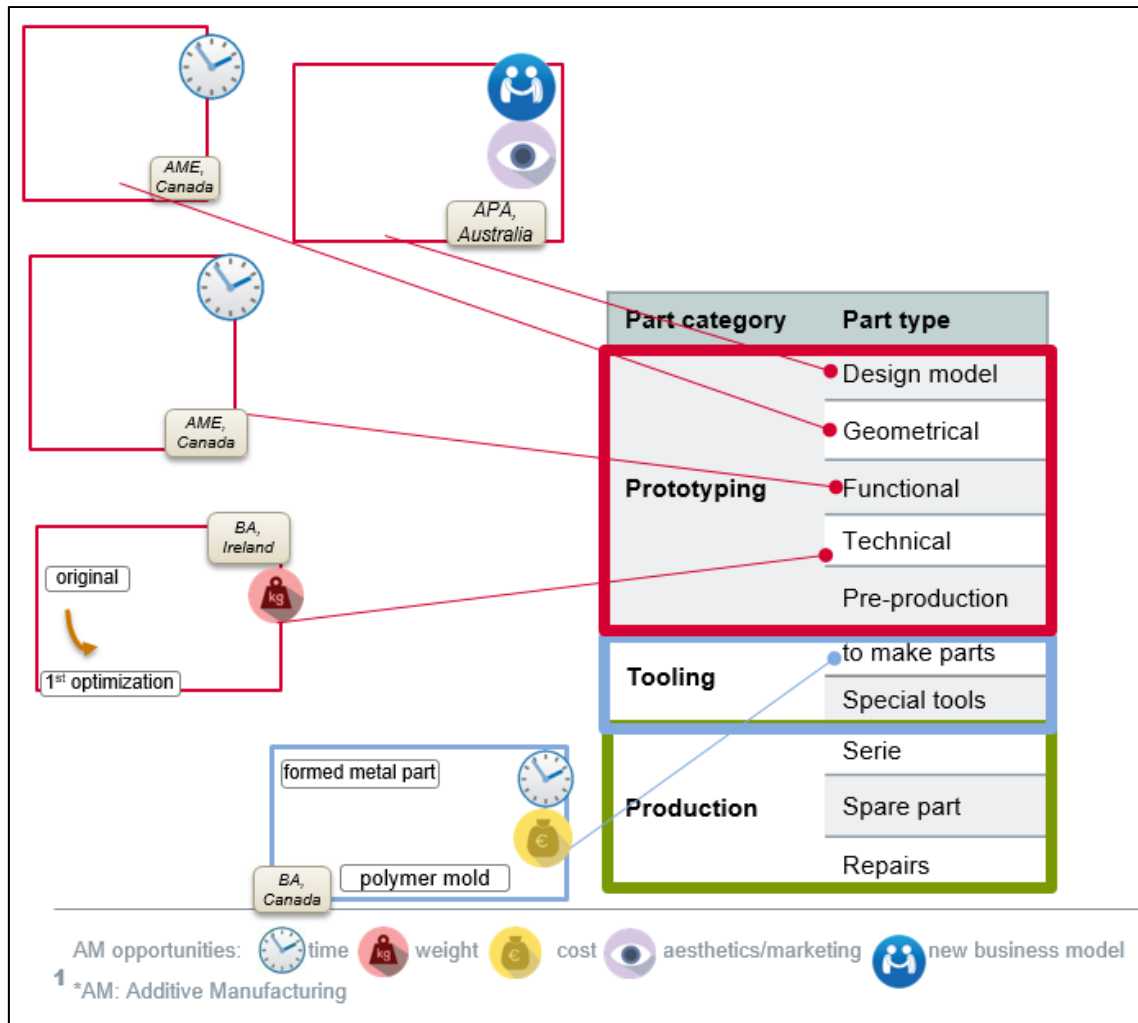 AME,
Canada
APA,
Australia
AME,
Canada
BA,
Ireland
kg
original
1st optimization
formed metal part
€
polymer mold
BA,
Canada
Part category Part type
Design model
Geometrical
Prototyping Functional
Technical
Pre-production
Tooling to make parts
Special tools
Serie
Production Spare part
Repairs
AM opportunities: time kg weight € cost aesthetics/marketing new business model
1 *AM: Additive Manufacturing